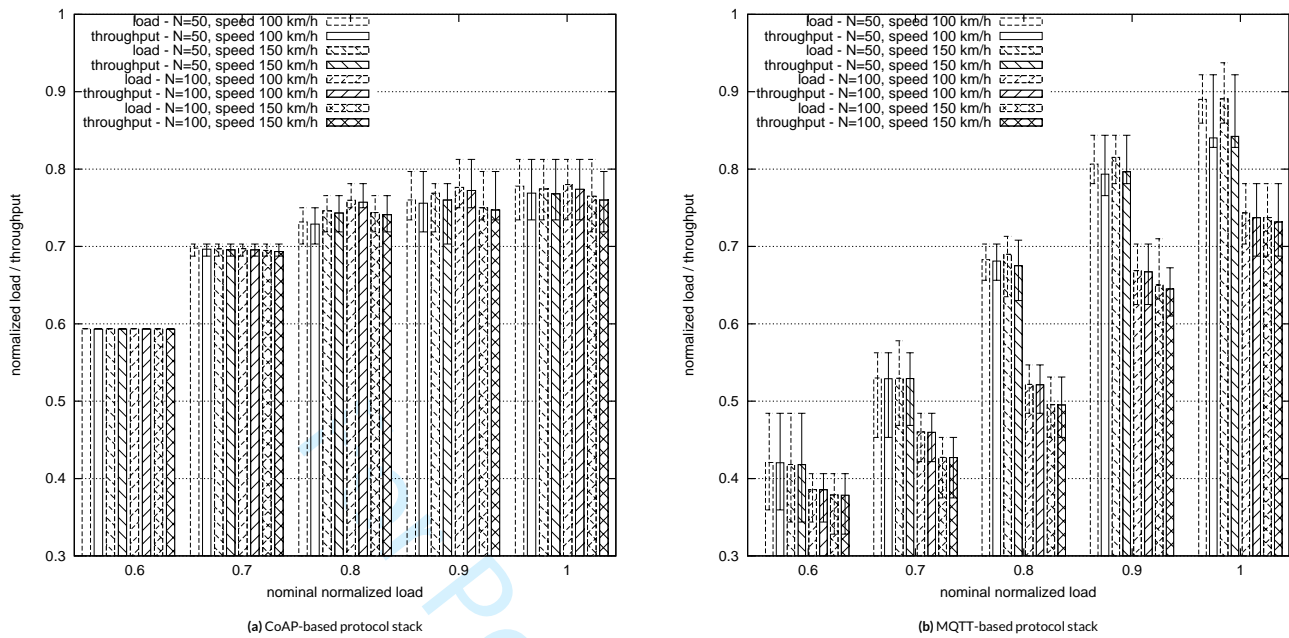 1
0.9
0.8
0.7
0.6
0.5
0.4
0.3
normalized load / throughput
load - N=50, speed 100 km/h
throughput - N=50, speed 100 km/h
load - N=50, speed 150 km/h
throughput - N=50, speed 150 km/h
load - N=100, speed 100 km/h
throughput - N=100, speed 100 km/h
load - N=100, speed 150 km/h
throughput - N=100, speed 150 km/h
0.6 0.7 0.8 0.9 1
nominal normalized load
(a) CoAP-based protocol stack
1
0.9
0.8
0.7
0.6
0.5
0.4
0.3
normalized load / throughput
load - N=50, speed 100 km/h
throughput - N=50, speed 100 km/h
load - N=50, speed 150 km/h
throughput - N=50, speed 150 km/h
load - N=100, speed 100 km/h
throughput - N=100, speed 100 km/h
load - N=100, speed 150 km/h
throughput - N=100, speed 150 km/h
0.6 0.7 0.8 0.9 1
nominal normalized load
(b) MQTT-based protocol stack